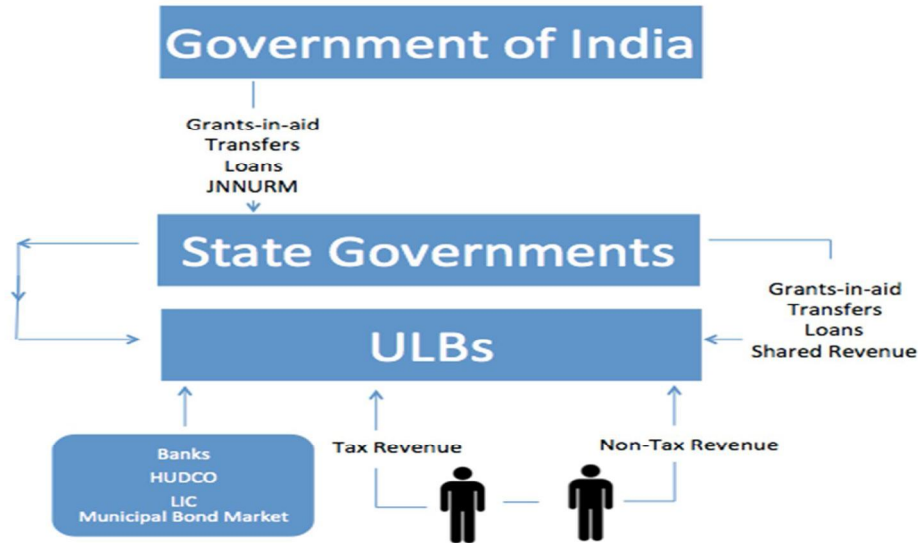 Government of India
Grants-in-aid
Transfers
Loans
JNNURM
State Governments
Grants-in-aid
Transfers
Loans
Shared Revenue
ULBs
Tax Revenue
Non-Tax Revenue
Banks
HUDCO
LIC
Municipal Bond Market